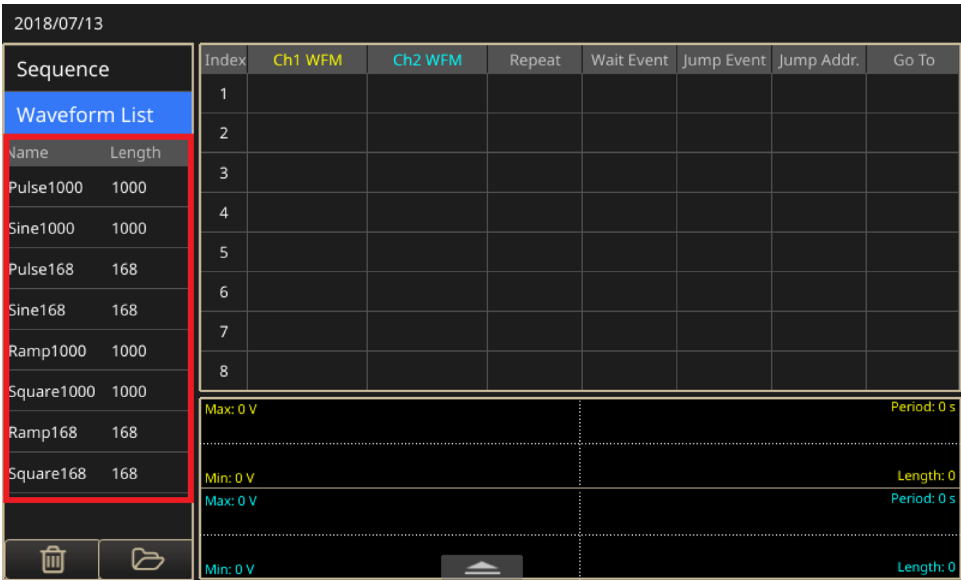 2018/07/13
Sequence
Waveform List
Name Length
Pulse1000 1000
Sine1000 1000
Pulse168 168
Sine168 168
Ramp1000 1000
Square1000 1000
Ramp168 168
Square168 168
Index Ch1 WFM Ch2 WFM Repeat Wait Event Jump Event Jump Addr. Go To
1
2
3
4
5
6
7
8
Max: 0 V Period: 0 s
Min: 0 V Length: 0
Max: 0 V Period: 0 s
Min: 0 V Length: 0